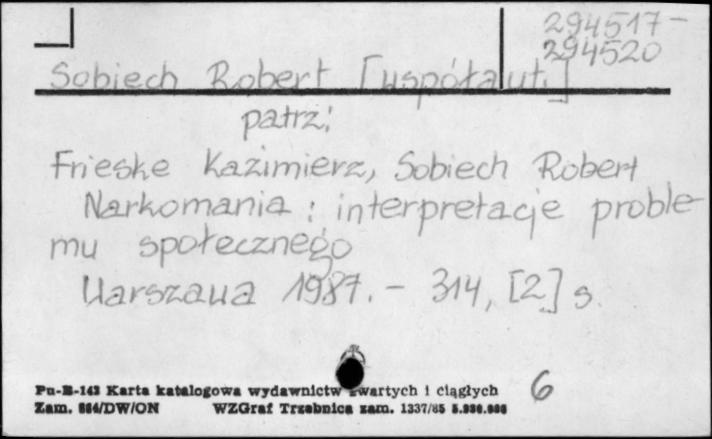 294517-
294520
Sobiech Robert [współaut.]
patrz:
Frieske Kazimierz, Sobiech Robert
Narkomania : interpretacje proble-
mu społecznego
Warszawa 1987. - 314, [2] s.
Pu-B-143 Karta katalogowa wydawnictw zwartych i ciągłych
6
Zam. 664/DW/ON WZGraf Trzebnica zam. 1337/85